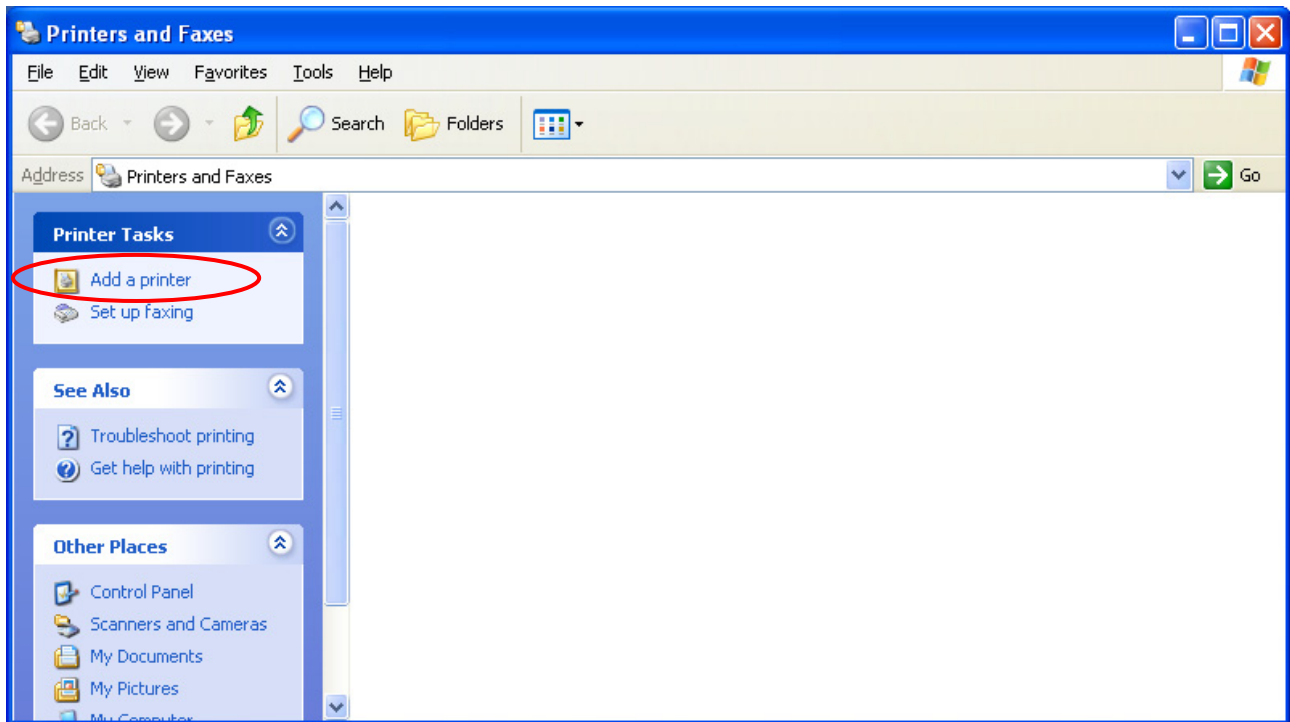 Printers and Faxes
File Edit View Favorites Tools Help
Back Search Folders
Address Printers and Faxes Go
Printer Tasks
Add a printer
Set up faxing
See Also
Troubleshoot printing
Get help with printing
Other Places
Control Panel
Scanners and Cameras
My Documents
My Pictures
My Computer